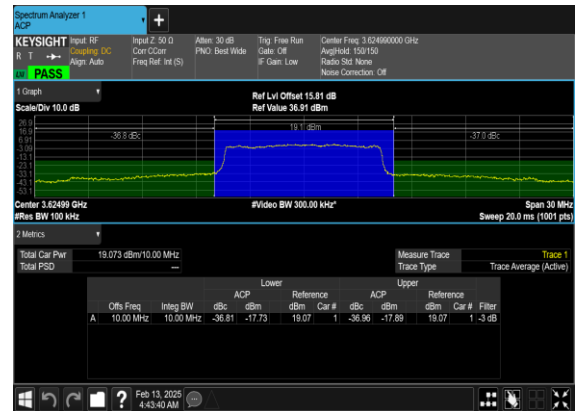 Spectrum Analyzer 1
ACP
+
KEYSIGHT Input: RF Input Z: 50 Ω Atten: 30 dB Trig: Free Run Center Freq: 3.624990000 GHz
R T Coupling: DC Corr CCorr PNO: Best Wide Gate: Off Avg|Hold: 150/150
Align: Auto Freq Ref: Int (S) IF Gain: Low Radio Std: None
PASS Noise Correction: Off
1 Graph Ref Lvl Offset 15.81 dB
Scale/Div 10.0 dB Ref Value 36.91 dBm
26.9
16.9
6.91
-3.09
-13.1
-23.1
-33.1
-43.1
-53.1
-36.8 dBc 19.1 dBm -37.0 dBc
Center 3.62499 GHz #Video BW 300.00 kHz* Span 30 MHz
#Res BW 100 kHz Sweep 20.0 ms (1001 pts)
2 Metrics
Total Car Pwr 19.073 dBm/10.00 MHz Measure Trace Trace 1
Total PSD --- Trace Type Trace Average (Active)
Lower Upper
ACP Reference ACP Reference
Offs Freq Integ BW dBc dBm dBm Car # dBc dBm dBm Car # Filter
A 10.00 MHz 10.00 MHz -36.81 -17.73 19.07 1 -36.96 -17.89 19.07 1 -3 dB
? Feb 13, 2025
4:43:40 AM